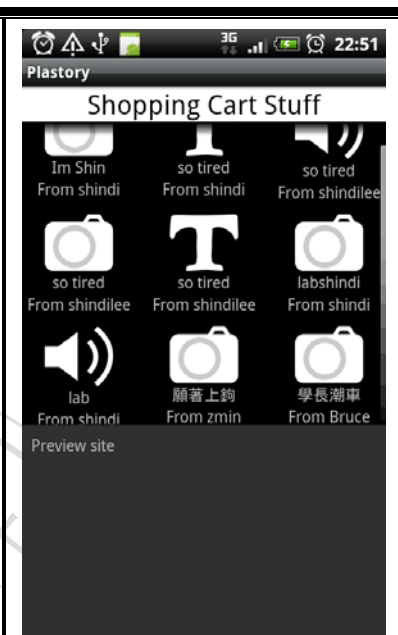 3G 22:51
Plastory
Shopping Cart Stuff
Im Shin so tired so tired
From shindi From shindi From shindilee
T
so tired so tired labshindi
From shindilee From shindilee From shindi
lab 願著上鉤 學長潮車
From shindi From zmin From Bruce
Preview site